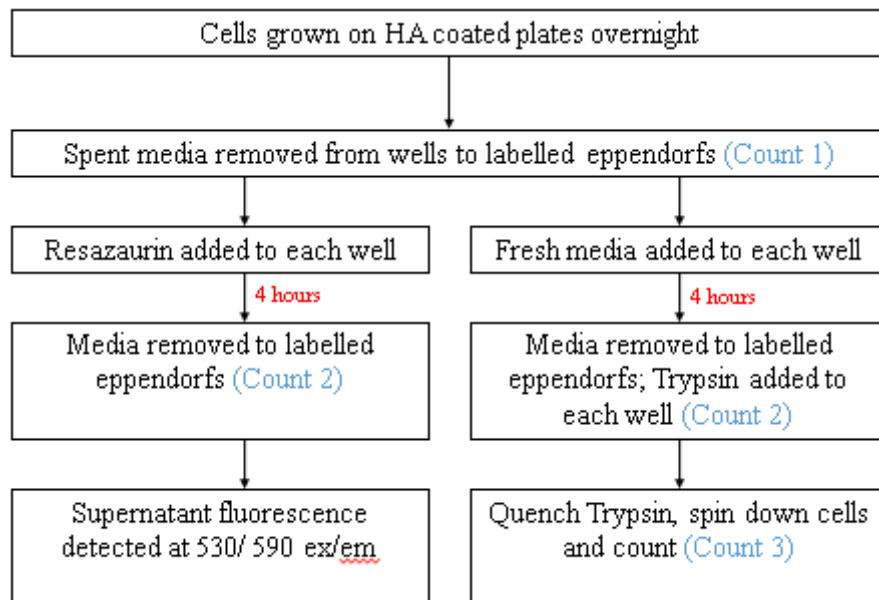 Cells grown on HA coated plates overnight
Spent media removed from wells to labelled eppendorfs (Count 1)
Resazaurin added to each well
Fresh media added to each well
4 hours
4 hours
Media removed to labelled
eppendorfs (Count 2)
Media removed to labelled
eppendorfs; Trypsin added to
each well (Count 2)
Supernatant fluorescence
detected at 530/ 590 ex/em
Quench Trypsin, spin down cells
and count (Count 3)